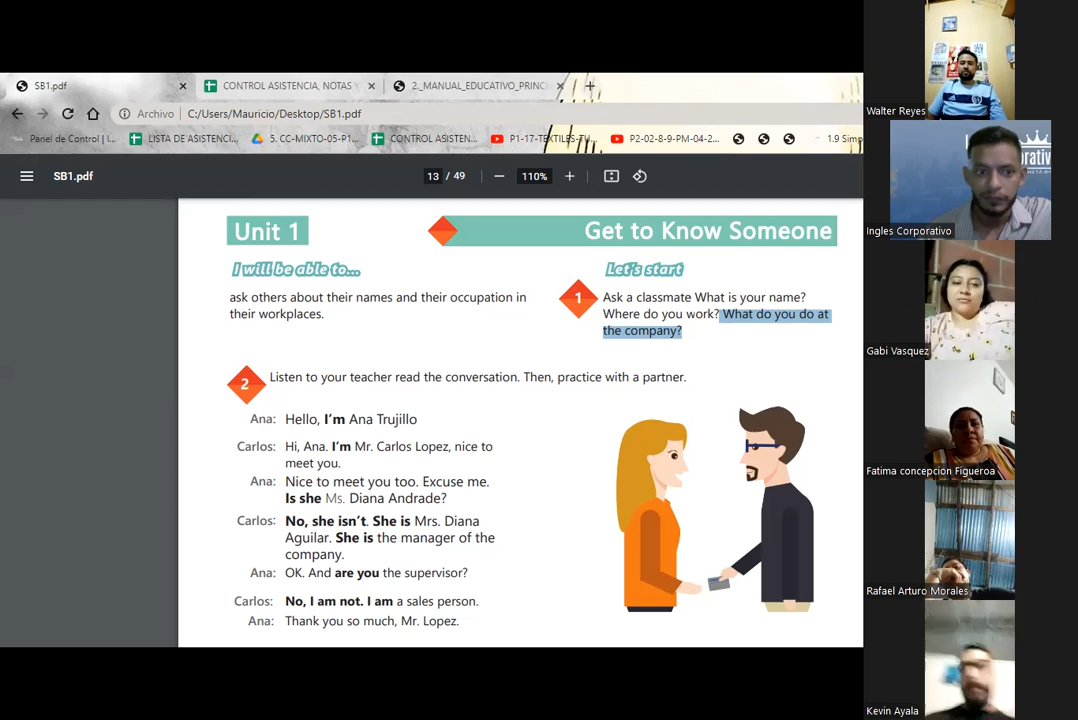 SB1.pdf
CONTROL ASISTENCIA, NOTAS Y
2._MANUAL_EDUCATIVO_PRINCI
Archivo | C:/Users/Mauricio/Desktop/SB1.pdf
Panel de Control | I...
LISTA DE ASISTENCI...
5. CC-MIXTO-05-P1...
CONTROL ASISTEN...
P1-17-TEXTILES-TU...
P2-02-8-9-PM-04-2...
1.9 Simp
SB1.pdf
13 / 49
110%
Unit 1
Get to Know Someone
I will be able to...
ask others about their names and their occupation in
their workplaces.
Let's start
1
Ask a classmate What is your name?
Where do you work? What do you do at
the company?
2
Listen to your teacher read the conversation. Then, practice with a partner.
Ana: Hello, I'm Ana Trujillo
Carlos: Hi, Ana. I'm Mr. Carlos Lopez, nice to
meet you.
Ana: Nice to meet you too. Excuse me.
Is she Ms. Diana Andrade?
Carlos: No, she isn't. She is Mrs. Diana
Aguilar. She is the manager of the
company.
Ana: OK. And are you the supervisor?
Carlos: No, I am not. I am a sales person.
Ana: Thank you so much, Mr. Lopez.
Walter Reyes
Ingles Corporativo
Gabi Vasquez
Fatima concepcion Figueroa
Rafael Arturo Morales
Kevin Ayala